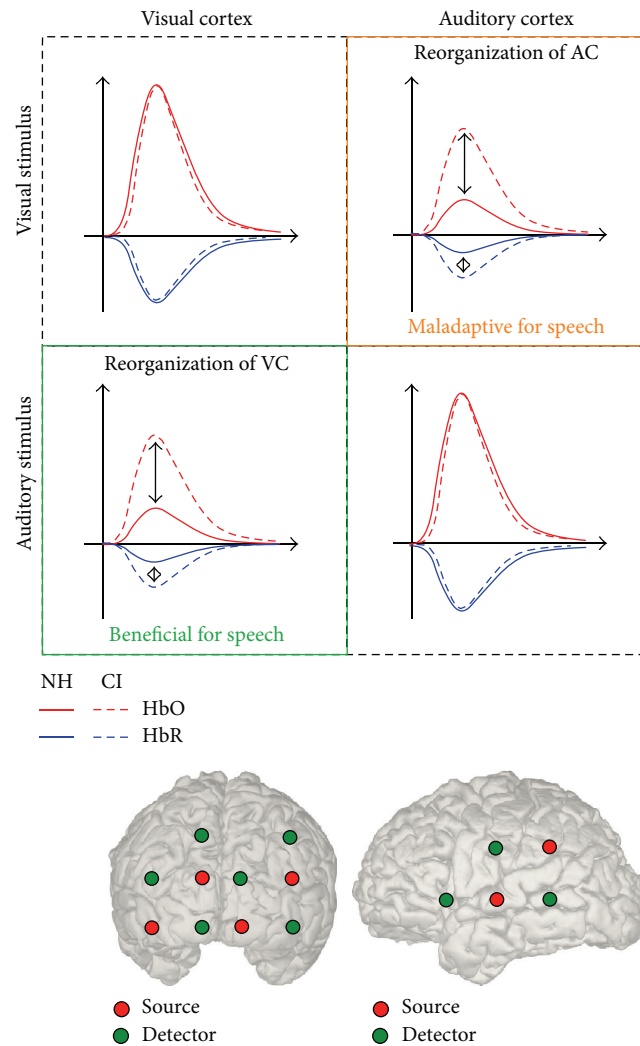 Visual cortex
Auditory cortex
Visual stimulus
Reorganization of AC
Maladaptive for speech
Auditory stimulus
Reorganization of VC
Beneficial for speech
NH CI
HbO
HbR
Source
Detector
Source
Detector